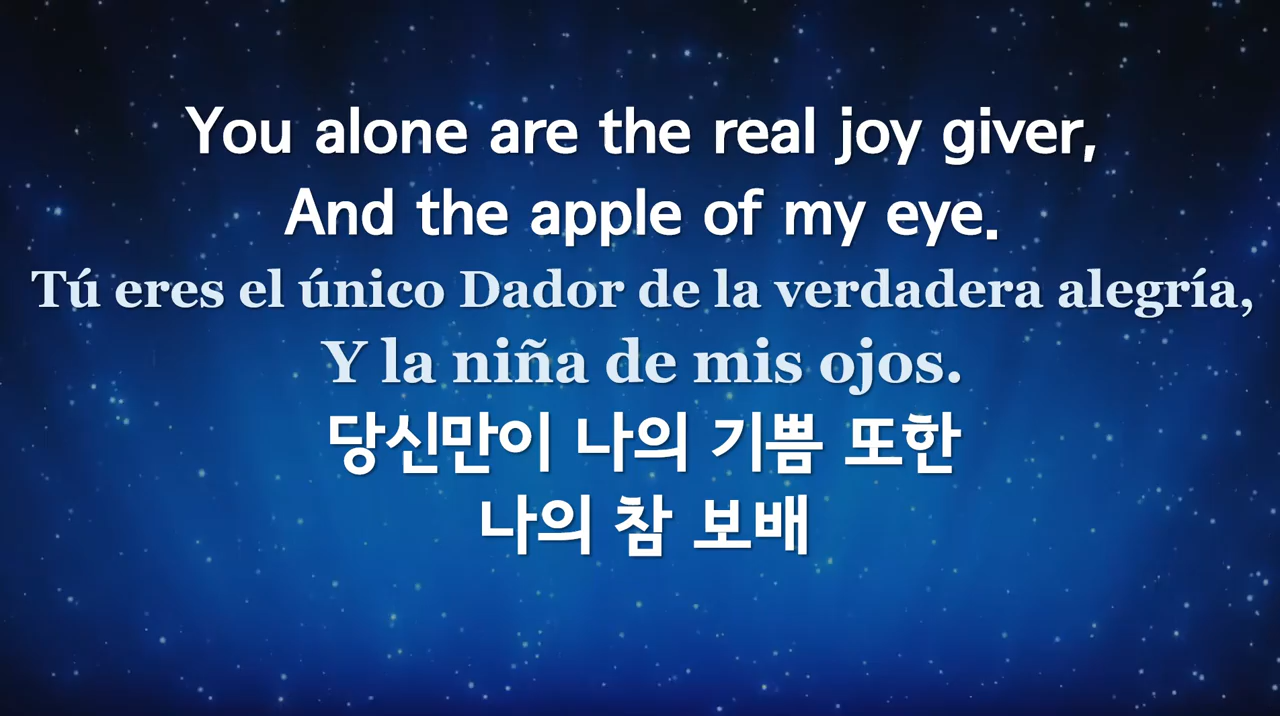 You alone are the real joy giver,
And the apple of my eye.
Tú eres el único Dador de la verdadera alegría,
Y la niña de mis ojos.
당신만이 나의 기쁨 또한
나의 참 보배